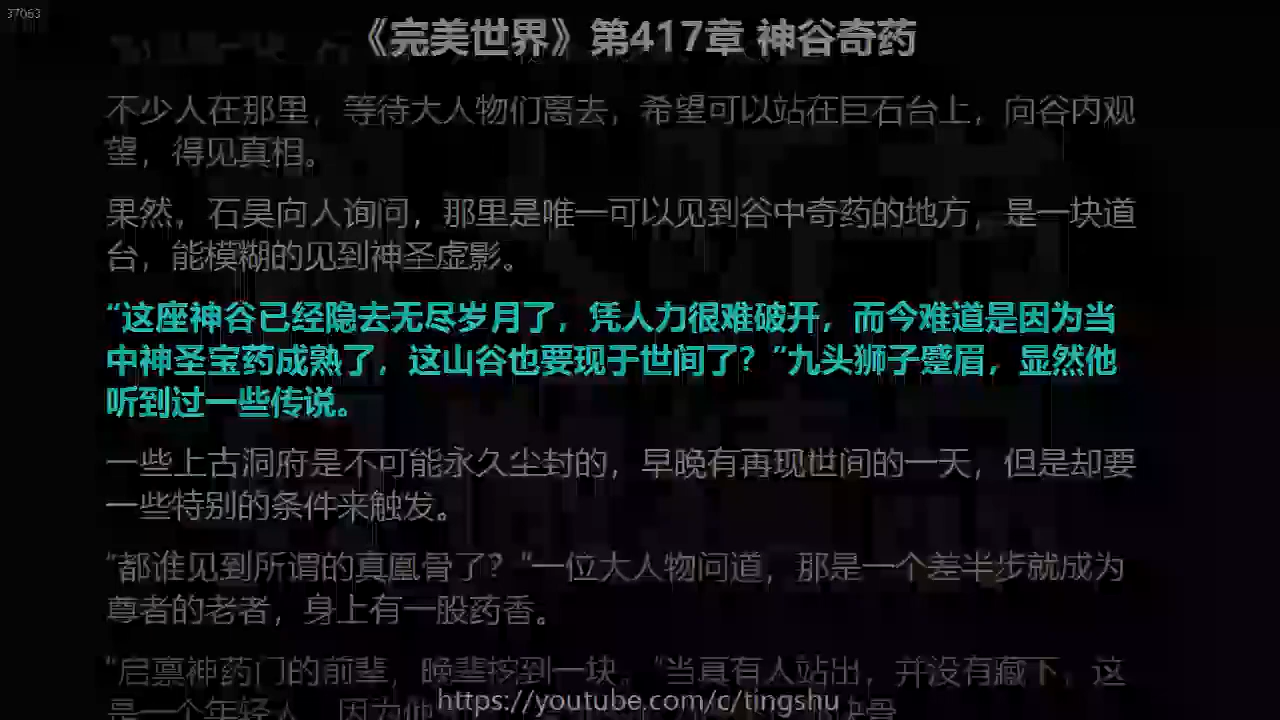 37063
《完美世界》第417章 神谷奇药
不少人在那里，等待大人物们离去，希望可以站在巨石台上，向谷内观
望，得见真相。
果然，石昊向人询问，那里是唯一可以见到谷中奇药的地方，是一块道
台，能模糊的见到神圣虚影。
“这座神谷已经隐去无尽岁月了，凭人力很难破开，而今难道是因为当
中神圣宝药成熟了，这山谷也要现于世间了？”九头狮子蹙眉，显然他
听到过一些传说。
一些上古洞府是不可能永久尘封的，早晚有再现世间的一天，但是却要
一些特别的条件来触发。
“都谁见到所谓的真凰骨了？”一位大人物问道，那是一个差半步就成为
尊者的老者，身上有一股药香。
“启禀神药门的前辈，晚辈挖到一块。”当真有人站出，并没有藏下，这
是一个年轻人，因为他
https://youtube.com/c/tingshu